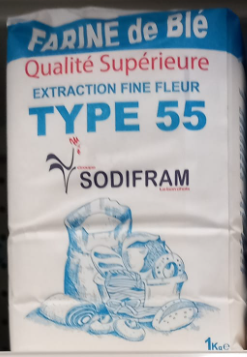 FARINE de Blé
Qualité Supérieure
EXTRACTION FINE FLEUR
TYPE 55
SODIFRAM
1Kg℮